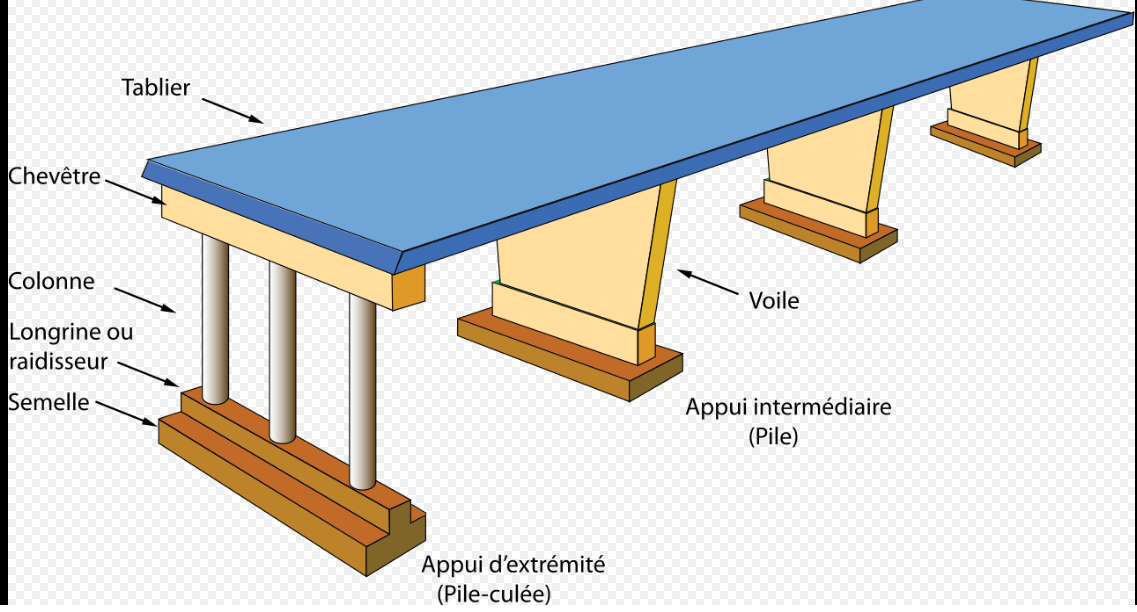 Tablier
Chevêtre
Colonne
Longrine ou
raidisseur
Semelle
Voile
Appui intermédiaire
(Pile)
Appui d'extrémité
(Pile-culée)